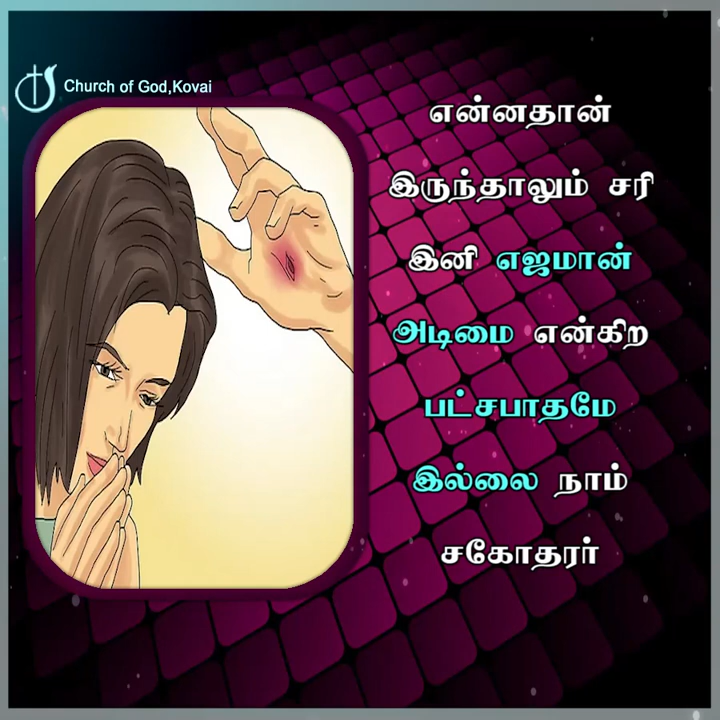 Church of God,Kovai
என்னதான்
இருந்தாலும் சரி
இனி எஜமான்
அடிமை என்கிற
பட்சபாதமே
இல்லை நாம்
சகோதரர்